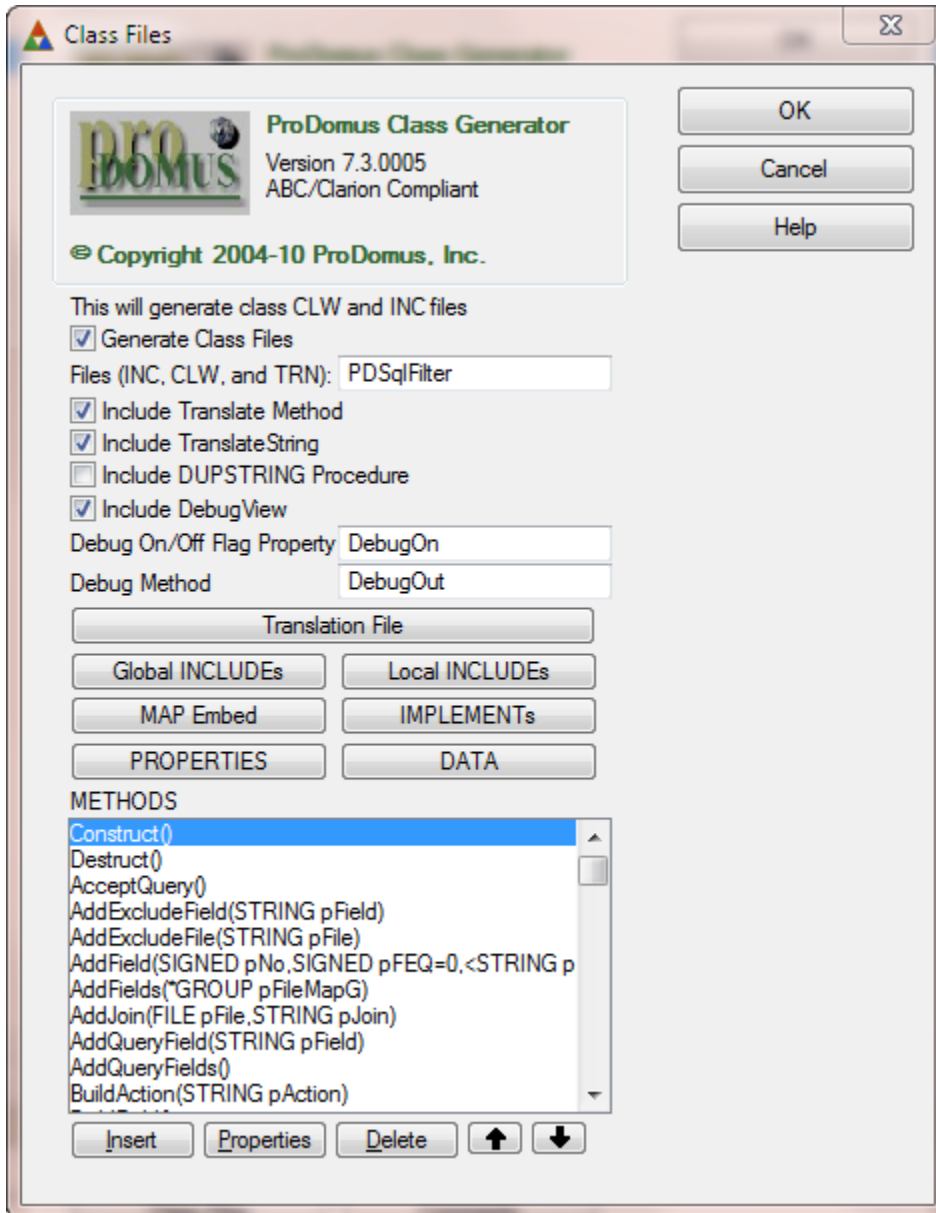 Class Files
pro DOMUS
ProDomus Class Generator
Version 7.3.0005
ABC/Clarion Compliant
© Copyright 2004-10 ProDomus, Inc.
OK
Cancel
Help
This will generate class CLW and INC files
Generate Class Files
Files (INC, CLW, and TRN): PDSqlFilter
Include Translate Method
Include TranslateString
Include DUPSTRING Procedure
Include DebugView
Debug On/Off Flag Property DebugOn
Debug Method DebugOut
Translation File
Global INCLUDEs Local INCLUDEs
MAP Embed IMPLEMENTs
PROPERTIES DATA
METHODS
Construct()
Destruct()
AcceptQuery()
AddExcludeField(STRING pField)
AddExcludeFile(STRING pFile)
AddField(SIGNED pNo,SIGNED pFEQ=0,<STRING p
AddFields(*GROUP pFileMapG)
AddJoin(FILE pFile,STRING pJoin)
AddQueryField(STRING pField)
AddQueryFields()
BuildAction(STRING pAction)
Insert Properties Delete